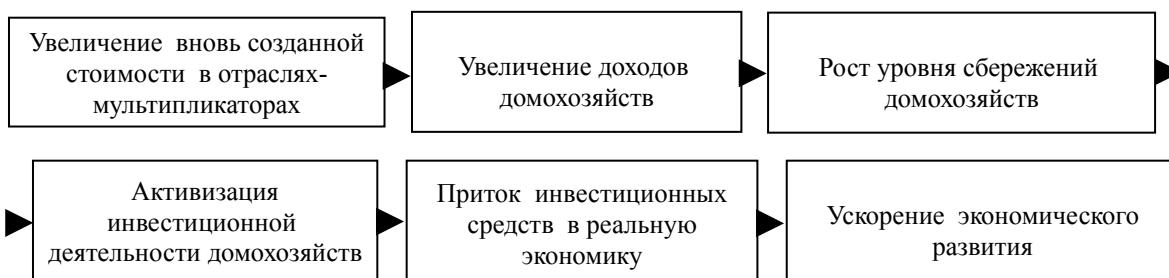 Увеличение вновь созданной
стоимости в отраслях-
мультипликаторах
Увеличение доходов
домохозяйств
Рост уровня сбережений
домохозяйств
Активизация
инвестиционной
деятельности домохозяйств
Приток инвестиционных
средств в реальную
экономику
Ускорение экономического
развития